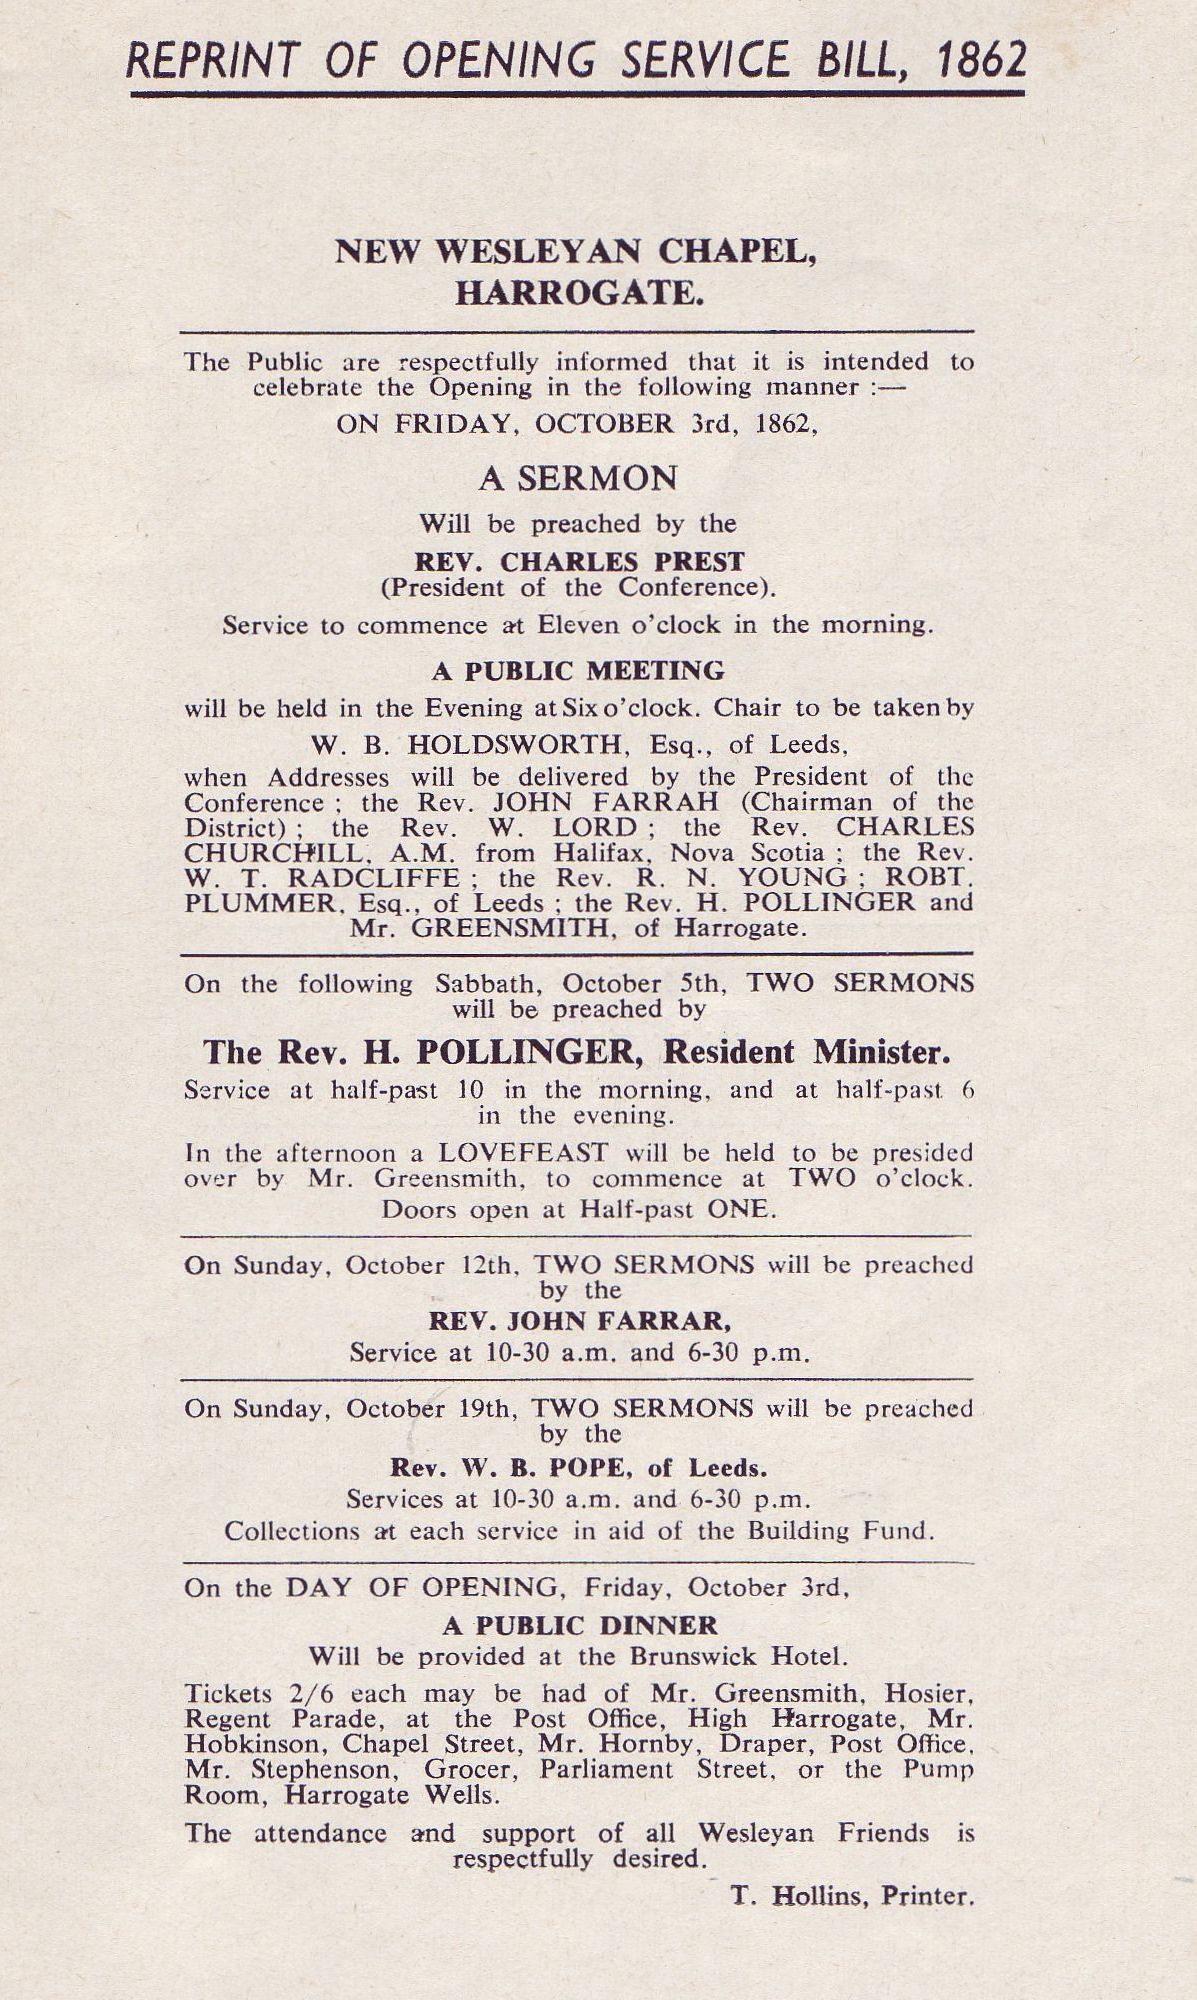 REPRINT OF OPENING SERVICE BILL, 1862
NEW WESLEYAN CHAPEL,
HARROGATE.
The Public are respectfully informed that it is intended to
celebrate the Opening in the following manner :—
ON FRIDAY, OCTOBER 3rd, 1862,
A SERMON
Will be preached by the
REV. CHARLES PREST
(President of the Conference).
Service to commence at Eleven o'clock in the morning.
A PUBLIC MEETING
will be held in the Evening at Six o'clock. Chair to be taken by
W. B. HOLDSWORTH, Esq., of Leeds,
when Addresses will be delivered by the President of the
Conference ; the Rev. JOHN FARRAH (Chairman of the
District) ; the Rev. W. LORD ; the Rev. CHARLES
CHURCHILL, A.M. from Halifax, Nova Scotia ; the Rev.
W. T. RADCLIFFE ; the Rev. R. N. YOUNG ; ROBT.
PLUMMER, Esq., of Leeds ; the Rev. H. POLLINGER and
Mr. GREENSMITH, of Harrogate.
On the following Sabbath, October 5th, TWO SERMONS
will be preached by
The Rev. H. POLLINGER, Resident Minister.
Service at half-past 10 in the morning, and at half-past 6
in the evening.
In the afternoon a LOVEFEAST will be held to be presided
over by Mr. Greensmith, to commence at TWO o'clock.
Doors open at Half-past ONE.
On Sunday, October 12th, TWO SERMONS will be preached
by the
REV. JOHN FARRAR,
Service at 10-30 a.m. and 6-30 p.m.
On Sunday, October 19th, TWO SERMONS will be preached
by the
Rev. W. B. POPE, of Leeds.
Services at 10-30 a.m. and 6-30 p.m.
Collections at each service in aid of the Building Fund.
On the DAY OF OPENING, Friday, October 3rd,
A PUBLIC DINNER
Will be provided at the Brunswick Hotel.
Tickets 2/6 each may be had of Mr. Greensmith, Hosier,
Regent Parade, at the Post Office, High Harrogate, Mr.
Hobkinson, Chapel Street, Mr. Hornby, Draper, Post Office,
Mr. Stephenson, Grocer, Parliament Street, or the Pump
Room, Harrogate Wells.
The attendance and support of all Wesleyan Friends is
respectfully desired.
T. Hollins, Printer.